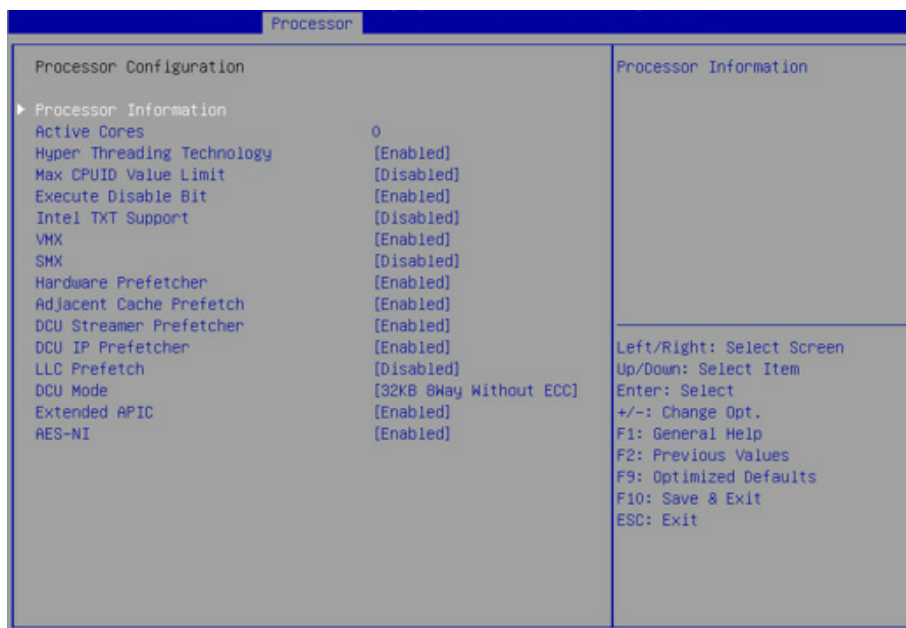 Processor
Processor Configuration
Processor Information
Active Cores 0
Hyper Threading Technology [Enabled]
Max CPUID Value Limit [Disabled]
Execute Disable Bit [Enabled]
Intel TXT Support [Disabled]
VMX [Enabled]
SMX [Disabled]
Hardware Prefetcher [Enabled]
Adjacent Cache Prefetch [Enabled]
DCU Streamer Prefetcher [Enabled]
DCU IP Prefetcher [Enabled]
LLC Prefetch [Disabled]
DCU Mode [32KB 8Way Without ECC]
Extended APIC [Enabled]
AES-NI [Enabled]
Processor Information
Left/Right: Select Screen
Up/Down: Select Item
Enter: Select
+/-: Change Opt.
F1: General Help
F2: Previous Values
F9: Optimized Defaults
F10: Save & Exit
ESC: Exit